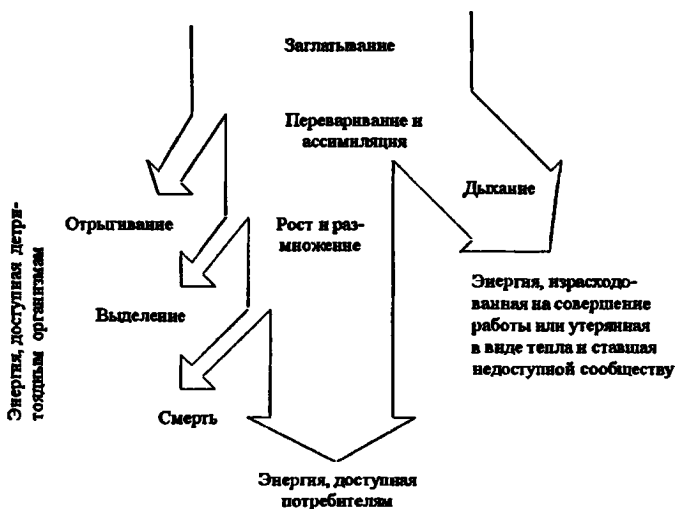 Заглатывание
Переваривание и
ассимиляция
Дыхание
Отрыгивание
Рост и раз-
множение
Энергия, израсходо-
ванная на совершение
работы или утерянная
в виде тепла и ставшая
недоступной сообществу
Выделение
Смерть
Энергия, доступная детри-
тоядным организмам
Энергия, доступная
потребителям